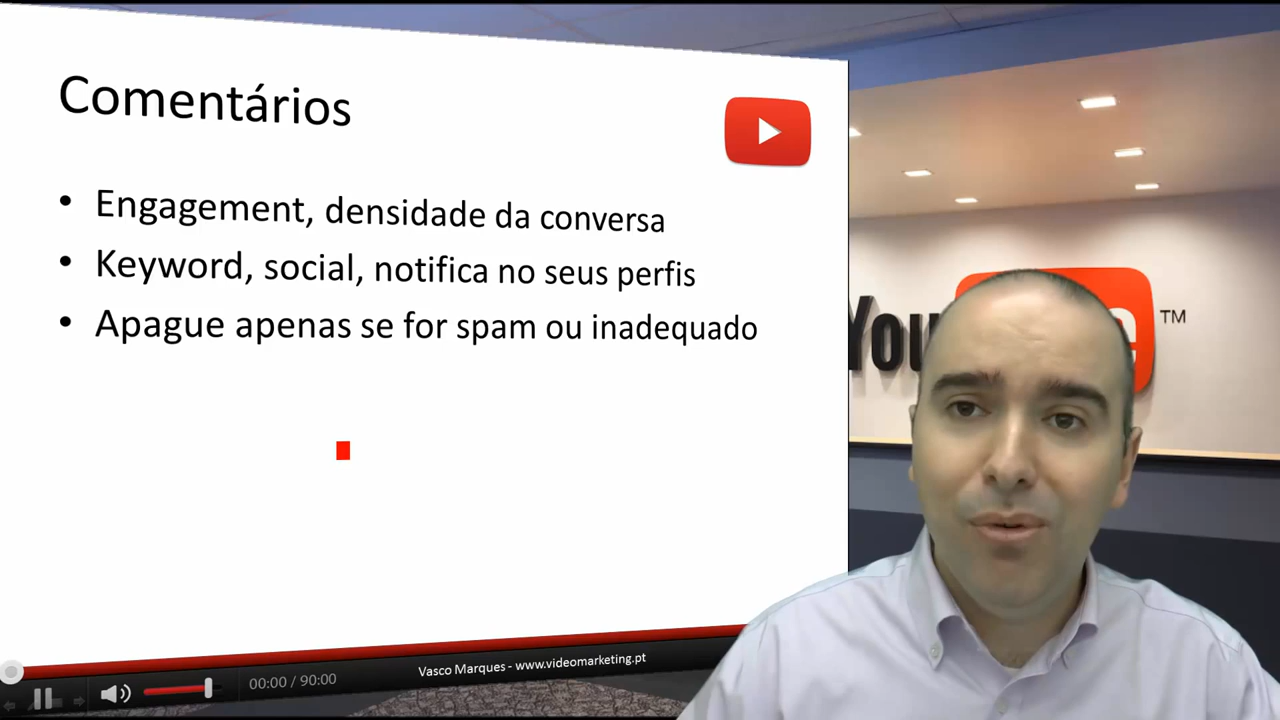 Comentários
• Engagement, densidade da conversa
• Keyword, social, notifica no seus perfis
• Apague apenas se for spam ou inadequado
You
TM
Vasco Marques - www.videomarketing.pt
00:00 / 90:00